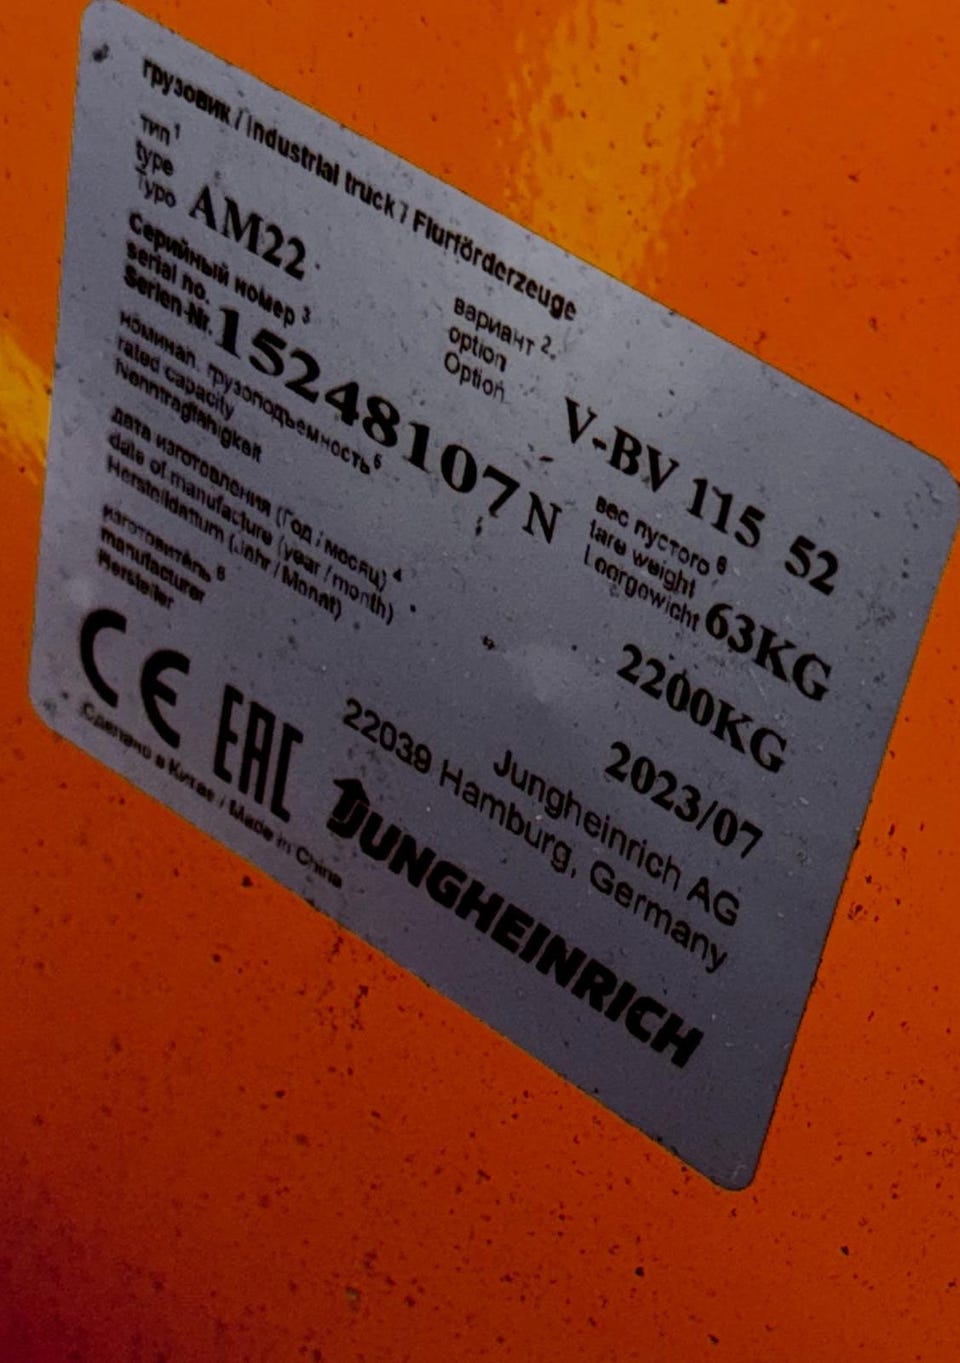 грузовик / Industrial truck / Flurförderzeuge
тип 1
type
Typ
AM22
вариант 2
option
Option
V-BV 115 52
Серийный номер 3
serial no.
Serien-Nr.
15248107N
вес пустого 6
tare weight
Leergewicht
63KG
номинал. грузоподъемность 5
rated capacity
Nenntragfähigkeit
2200KG
дата изготовления (Год / месяц) 4
date of manufacture (year / month)
Herstelldatum (Jahr / Monat)
2023/07
изготовитель 6
manufacturer
Hersteller
Jungheinrich AG
22039 Hamburg, Germany
CE EAC JUNGHEINRICH
Сделано в Китае / Made in China